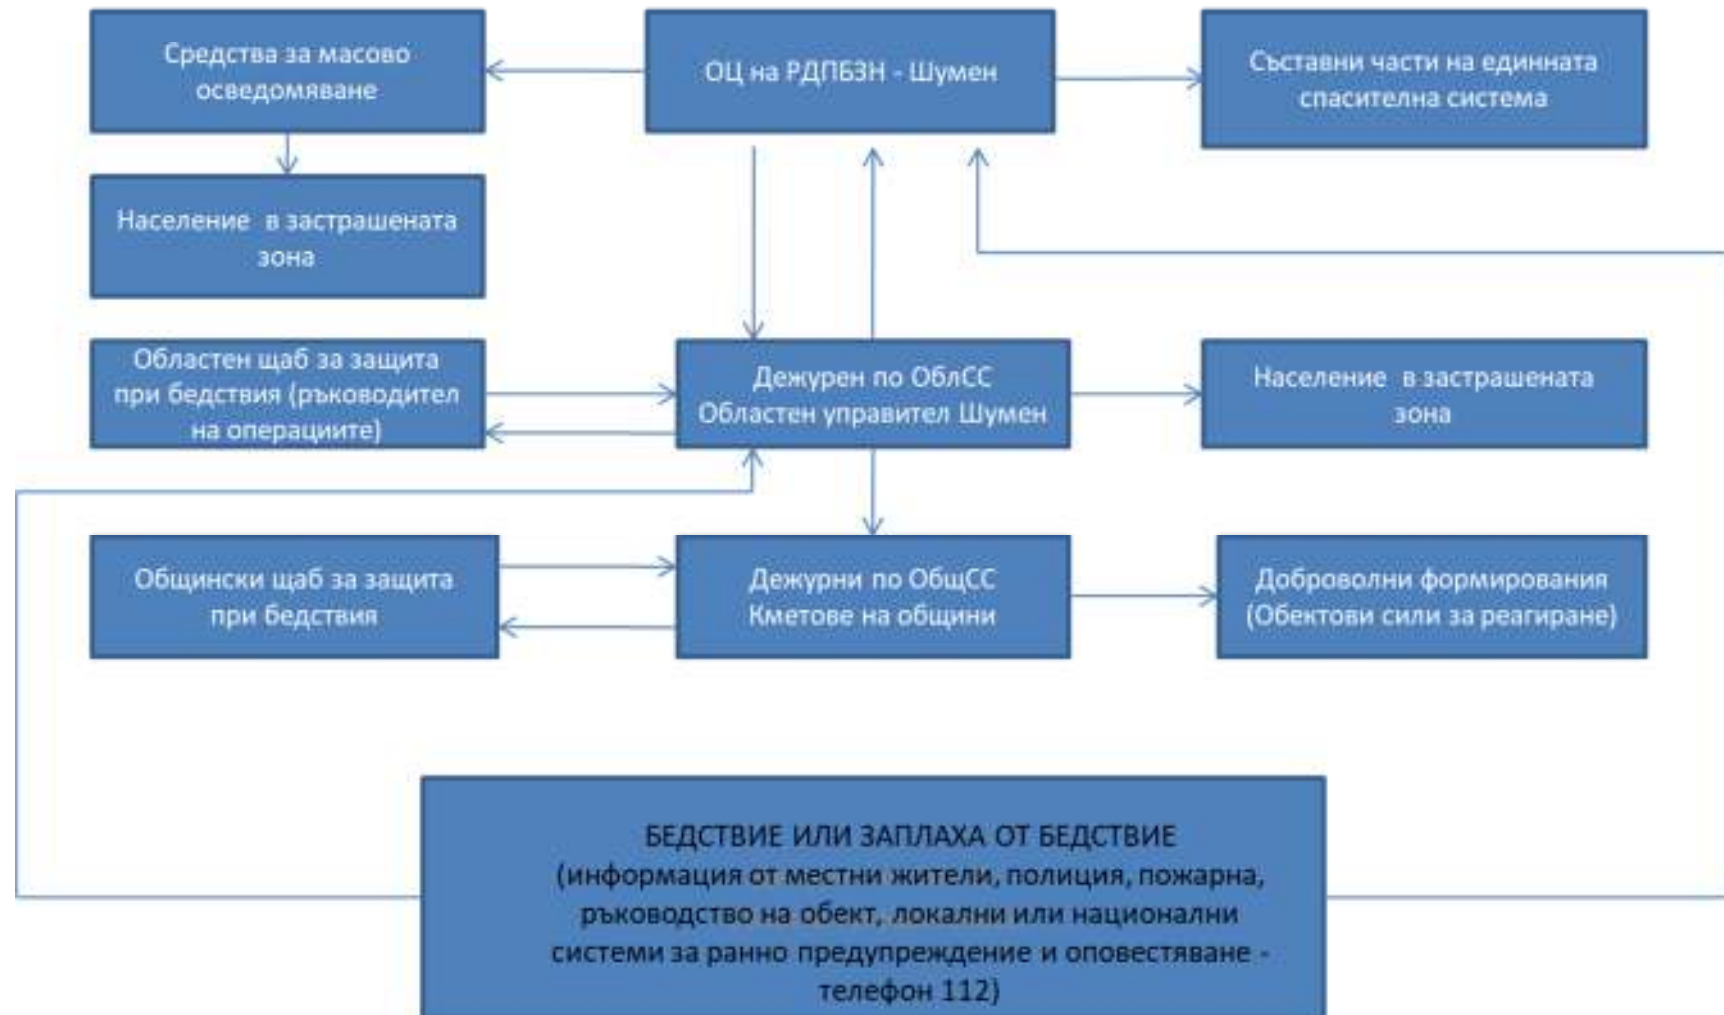 Средства за масово
осведомяване
ОЦ на РДПБЗН - Шумен
Съставни части на единната
спасителна система
Население в застрашената
зона
Областен щаб за защита
при бедствия (ръководител
на операциите)
Дежурен по ОблСС
Областен управител Шумен
Население в застрашената
зона
Общински щаб за защита
при бедствия
Дежурни по ОбщСС
Кметове на общини
Доброволни формирования
(Обектови сили за реагиране)
БЕДСТВИЕ ИЛИ ЗАПЛАХА ОТ БЕДСТВИЕ
(информация от местни жители, полиция, пожарна,
ръководство на обект, локални или национални
системи за ранно предупреждение и оповестяване -
телефон 112)